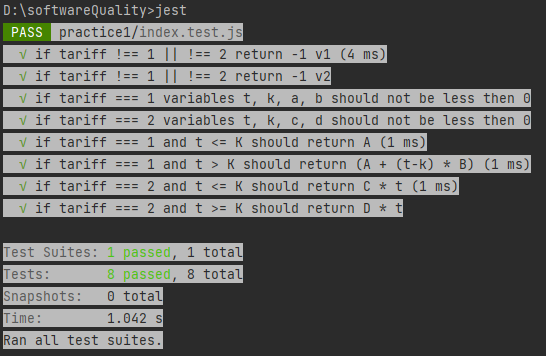 D:\softwareQuality>jest
PASS practice1/index.test.js
√ if tariff !== 1 || !== 2 return -1 v1 (4 ms)
√ if tariff !== 1 || !== 2 return -1 v2
√ if tariff === 1 variables t, k, a, b should not be less then 0
√ if tariff === 2 variables t, k, c, d should not be less then 0
√ if tariff === 1 and t <= K should return A (1 ms)
√ if tariff === 1 and t > K should return (A + (t-k) * B) (1 ms)
√ if tariff === 2 and t <= K should return C * t (1 ms)
√ if tariff === 2 and t >= K should return D * t
Test Suites: 1 passed, 1 total
Tests: 8 passed, 8 total
Snapshots: 0 total
Time: 1.042 s
Ran all test suites.